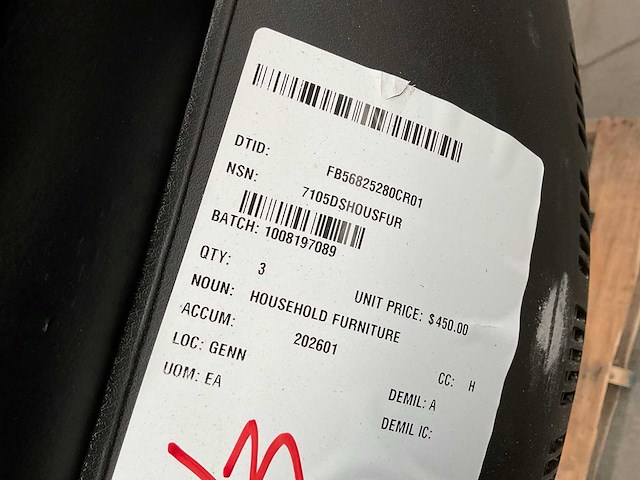 DTID: FB56825280CR01
NSN: 7105DSHOUSFUR
BATCH: 1008197089
QTY: 3 UNIT PRICE: $450.00
NOUN: HOUSEHOLD FURNITURE
ACCUM: 202601
LOC: GENN CC: H
UOM: EA DEMIL: A
DEMIL IC: